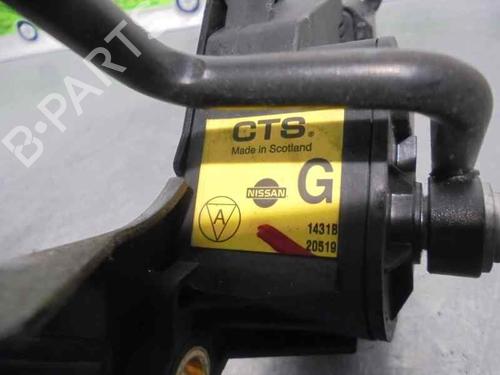 B-PARTS
CTS®
Made in Scotland
NISSAN
G
A
14318
20519